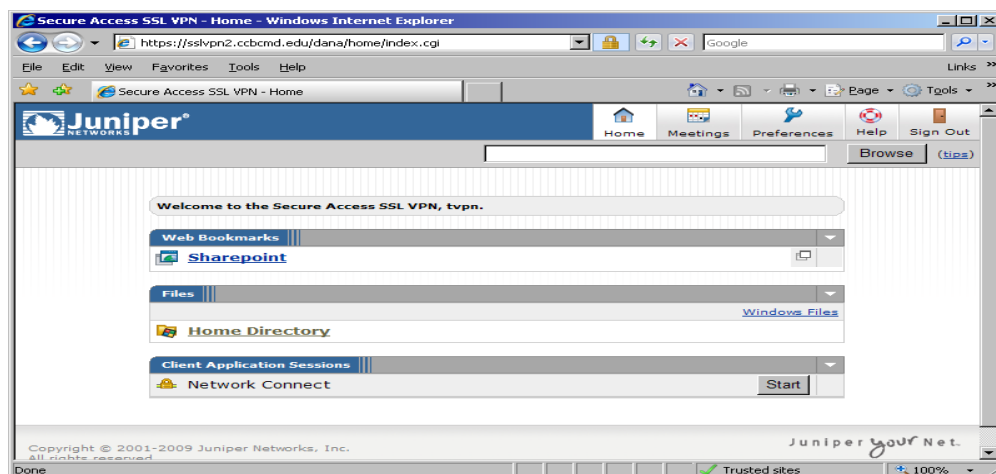 Secure Access SSL VPN - Home - Windows Internet Explorer
https://sslvpn2.ccbcmd.edu/dana/home/index.cgi
Google
File Edit View Favorites Tools Help
Links »
Secure Access SSL VPN - Home
Page Tools »
Juniper®
NETWORKS
Home Meetings Preferences Help Sign Out
Browse (tips)
Welcome to the Secure Access SSL VPN, tvpn.
Web Bookmarks
Sharepoint
Files
Windows Files
Home Directory
Client Application Sessions
Network Connect Start
Copyright © 2001-2009 Juniper Networks, Inc.
All rights reserved
Juniper your Net.
Done
Trusted sites
100%